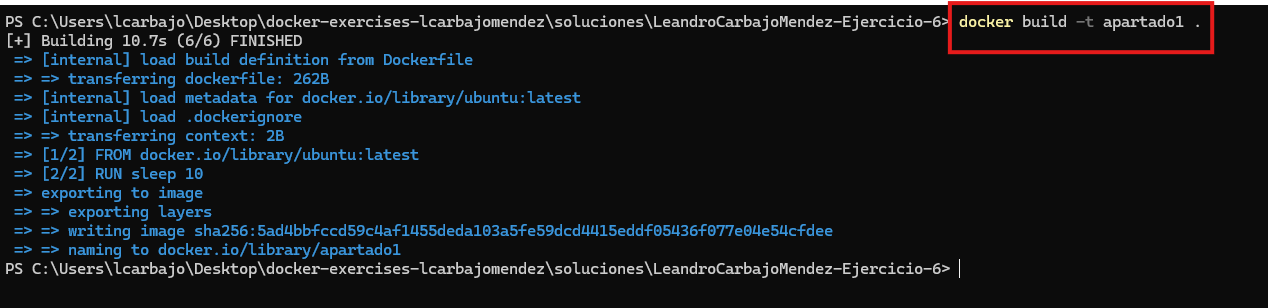 PS C:\Users\lcarbajo\Desktop\docker-exercises-lcarbajomendez\soluciones\LeandroCarbajoMendez-Ejercicio-6> docker build -t apartado1 .
[+] Building 10.7s (6/6) FINISHED
=> [internal] load build definition from Dockerfile
=> => transferring dockerfile: 262B
=> [internal] load metadata for docker.io/library/ubuntu:latest
=> [internal] load .dockerignore
=> => transferring context: 2B
=> [1/2] FROM docker.io/library/ubuntu:latest
=> [2/2] RUN sleep 10
=> exporting to image
=> => exporting layers
=> => writing image sha256:5ad4bbfccd59c4af1455deda103a5fe59dcd4415eddf05436f077e04e54cfdee
=> => naming to docker.io/library/apartado1
PS C:\Users\lcarbajo\Desktop\docker-exercises-lcarbajomendez\soluciones\LeandroCarbajoMendez-Ejercicio-6>